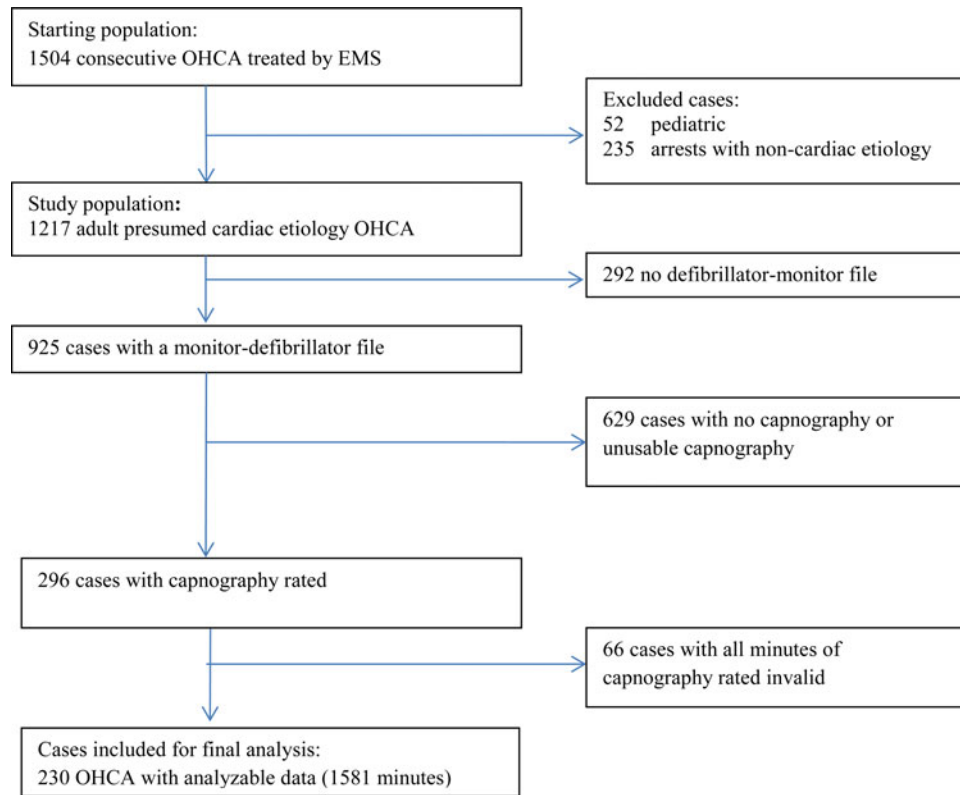 Starting population:
1504 consecutive OHCA treated by EMS
Excluded cases:
52 pediatric
235 arrests with non-cardiac etiology
Study population:
1217 adult presumed cardiac etiology OHCA
292 no defibrillator-monitor file
925 cases with a monitor-defibrillator file
629 cases with no capnography or
unusable capnography
296 cases with capnography rated
66 cases with all minutes of
capnography rated invalid
Cases included for final analysis:
230 OHCA with analyzable data (1581 minutes)